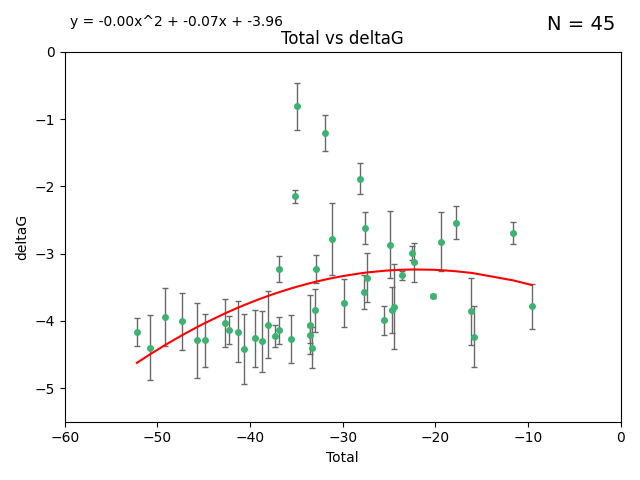 y = -0.00x^2 + -0.07x + -3.96
N = 45
Total vs deltaG
deltaG
0
−1
−2
−3
−4
−5
−60
−50
−40
−30
−20
−10
0
Total